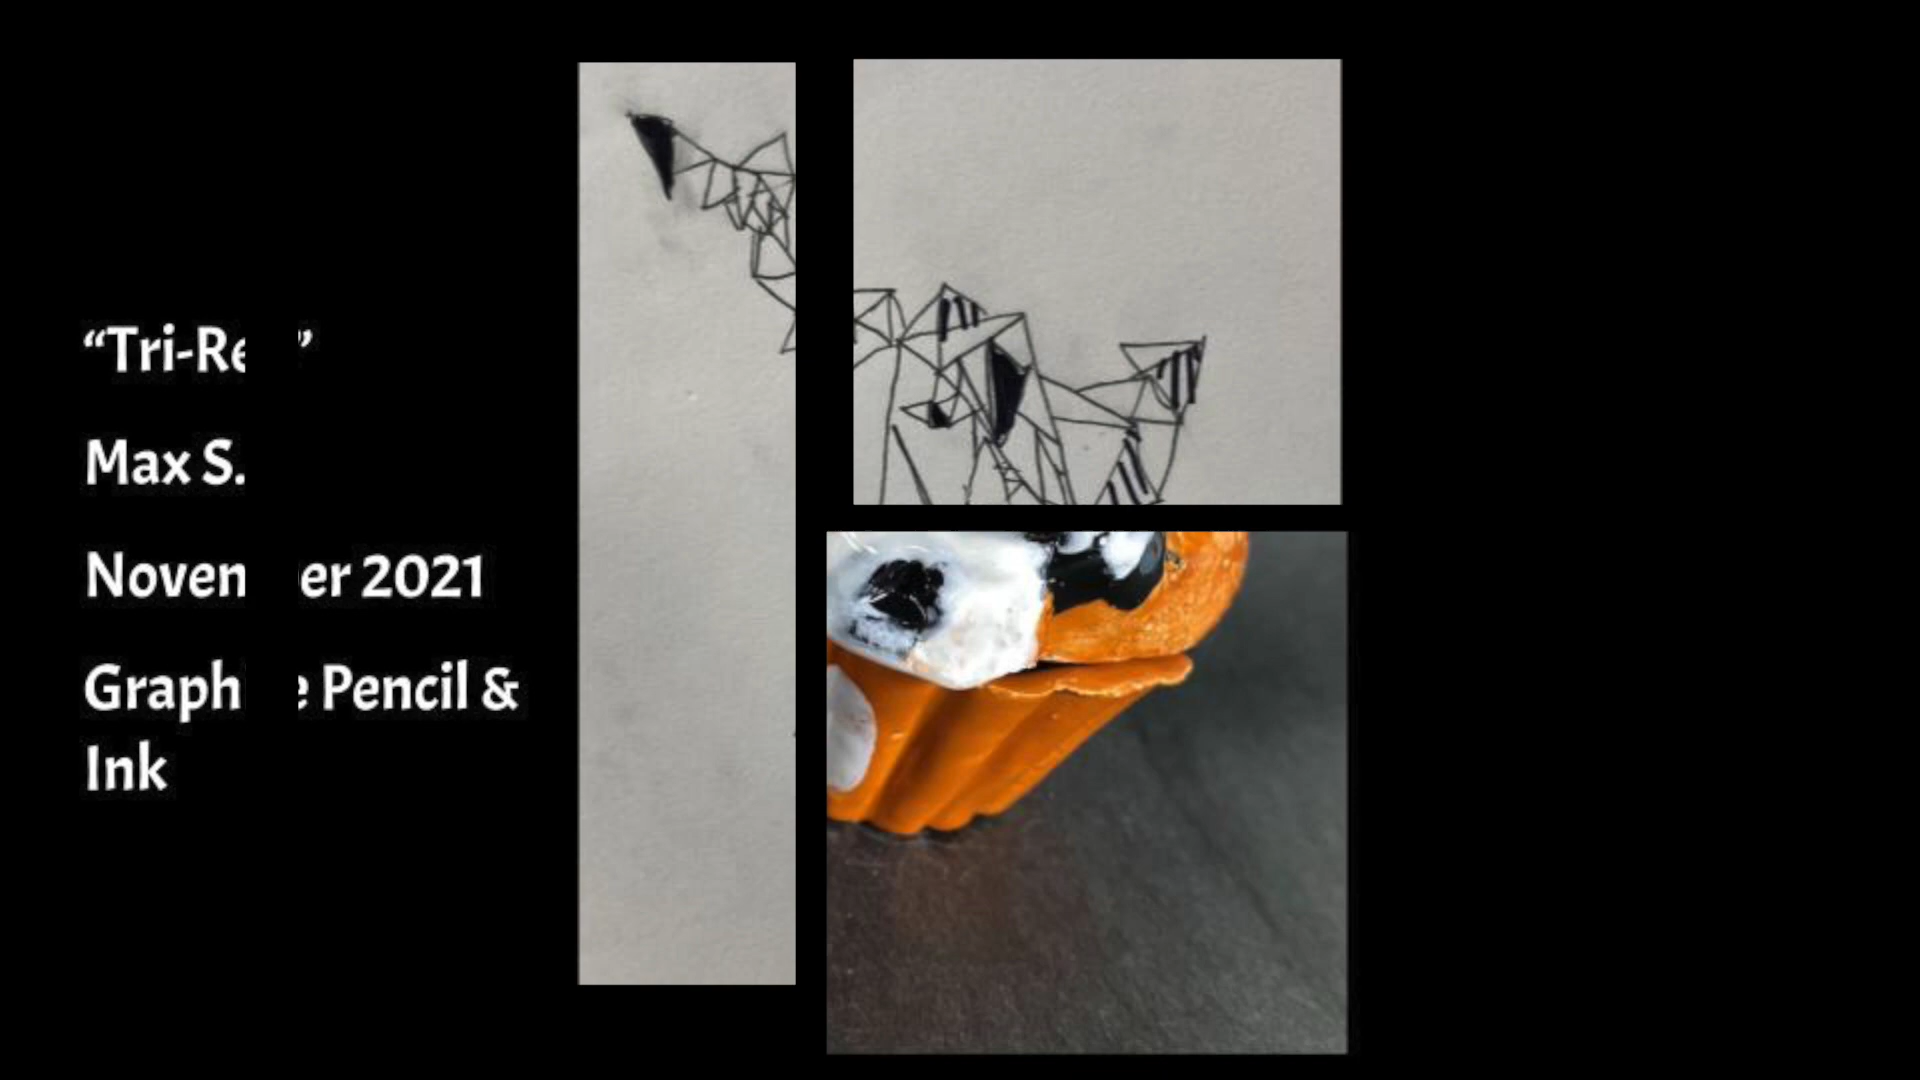 “Tri-Re ”
Max S.
Noven er 2021
Graph e Pencil &
Ink